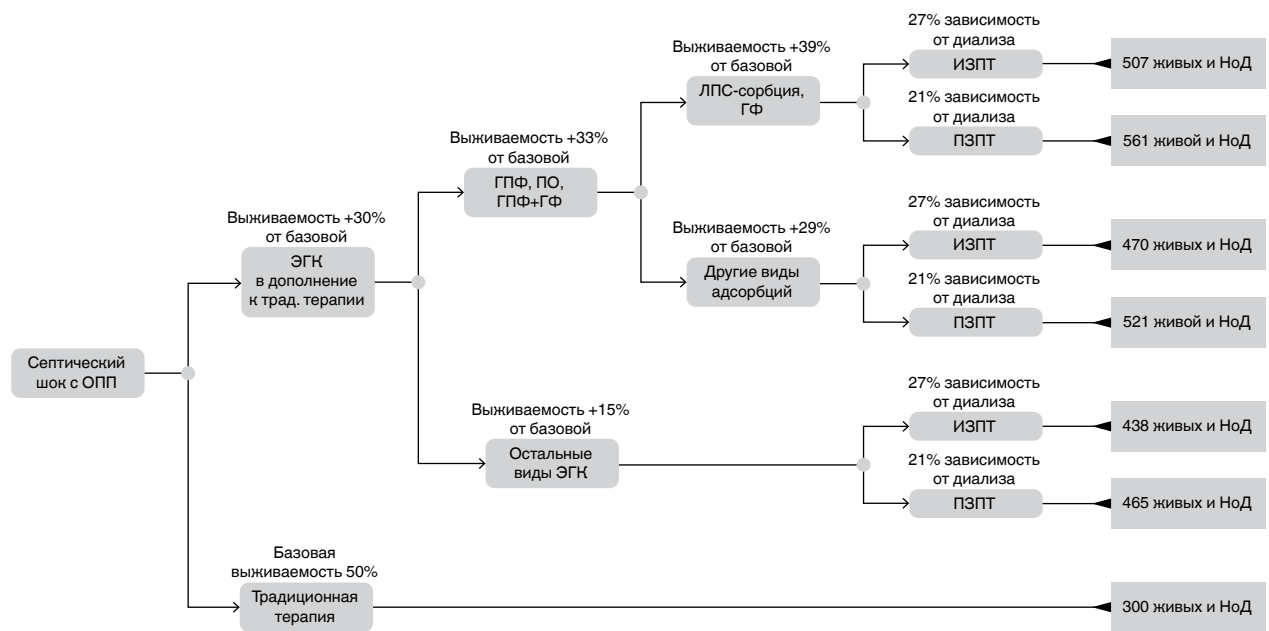 Септический
шок с ОПП
Выживаемость +30%
от базовой
ЭГК
в дополнение
к трад. терапии
Выживаемость +33%
от базовой
ГПФ, ПО,
ГПФ+ГФ
Выживаемость +39%
от базовой
ЛПС-сорбция,
ГФ
27% зависимость
от диализа
ИЗПТ
507 живых и НоД
21% зависимость
от диализа
ПЗПТ
561 живой и НоД
Выживаемость +29%
от базовой
Другие виды
адсорбций
27% зависимость
от диализа
ИЗПТ
470 живых и НоД
21% зависимость
от диализа
ПЗПТ
521 живой и НоД
Выживаемость +15%
от базовой
Остальные
виды ЭГК
27% зависимость
от диализа
ИЗПТ
438 живых и НоД
21% зависимость
от диализа
ПЗПТ
465 живых и НоД
Базовая
выживаемость 50%
Традиционная
терапия
300 живых и НоД